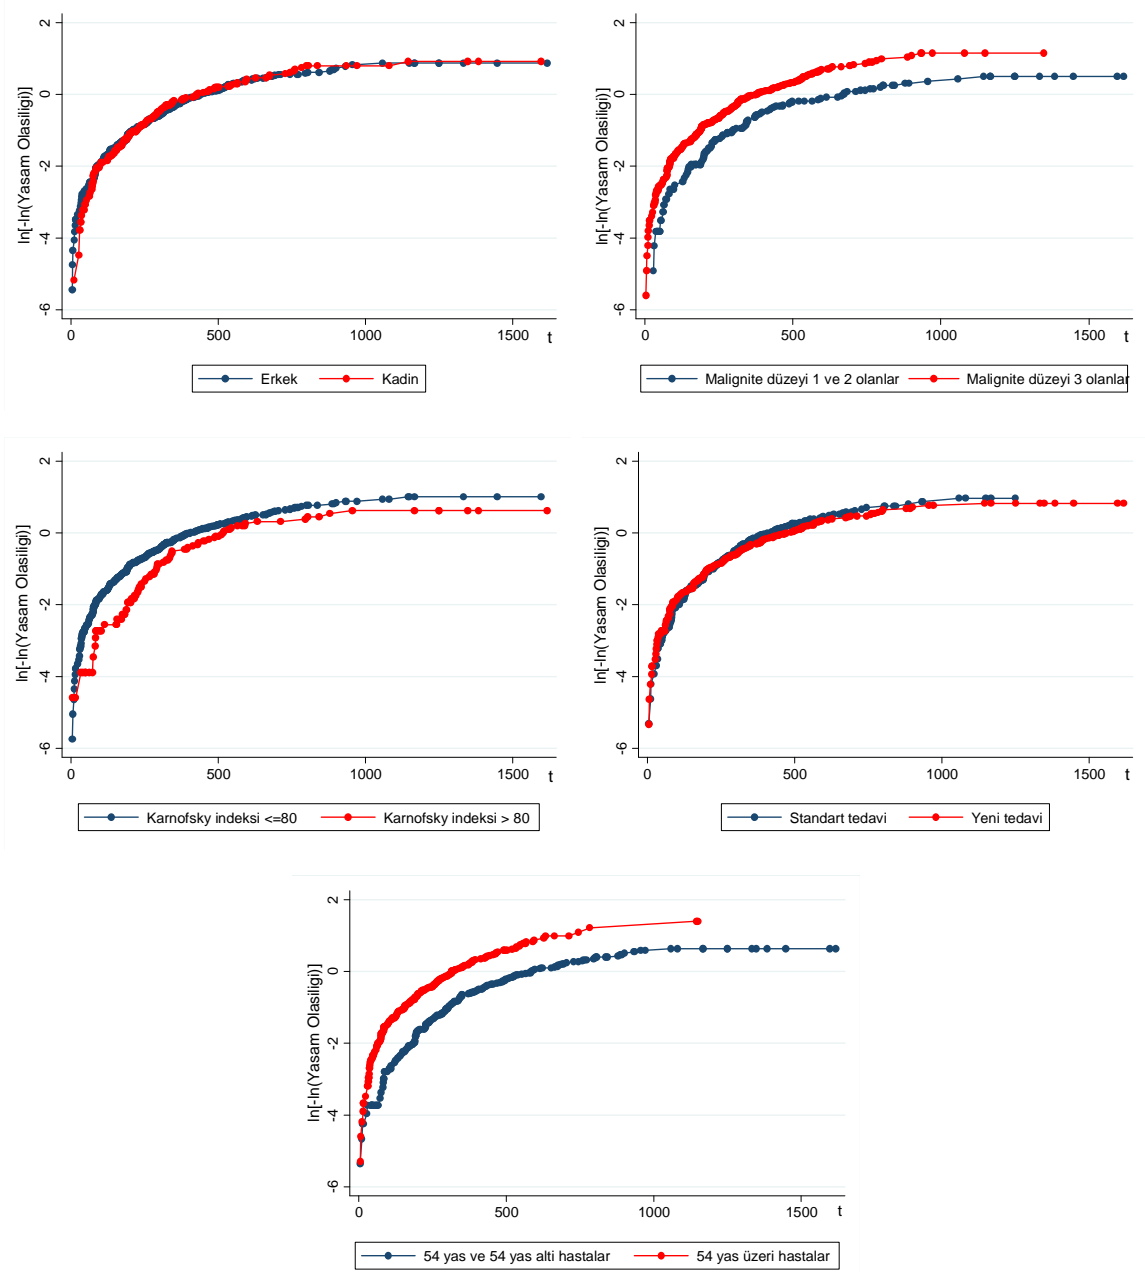 ln[-ln(Yasam Olasiligi)]
2
0
-2
-4
-6
0 500 1000 1500 t
Erkek Kadin
ln[-ln(Yasam Olasiligi)]
2
0
-2
-4
-6
0 500 1000 1500 t
Malignite düzeyi 1 ve 2 olanlar Malignite düzeyi 3 olanlar
ln[-ln(Yasam Olasiligi)]
2
0
-2
-4
-6
0 500 1000 1500 t
Karnofsky indeksi <=80 Karnofsky indeksi > 80
ln[-ln(Yasam Olasiligi)]
2
0
-2
-4
-6
0 500 1000 1500 t
Standart tedavi Yeni tedavi
ln[-ln(Yasam Olasiligi)]
2
0
-2
-4
-6
0 500 1000 1500 t
54 yas ve 54 yas alti hastalar 54 yas üzeri hastalar